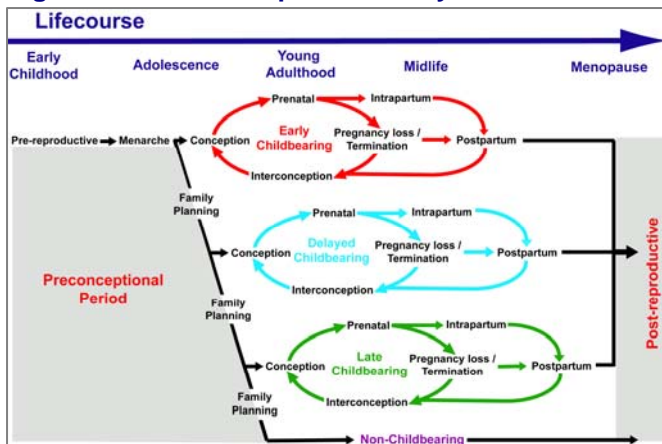 Lifecourse
Early
Childhood
Adolescence
Young
Adulthood
Midlife
Menopause
Prenatal
Intrapartum
Pre-reproductive
Menarche
Conception
Early
Childbearing
Pregnancy loss /
Termination
Postpartum
Interconception
Family
Planning
Prenatal
Intrapartum
Conception
Delayed
Childbearing
Pregnancy loss /
Termination
Postpartum
Interconception
Preconceptional
Period
Family
Planning
Prenatal
Intrapartum
Conception
Late
Childbearing
Pregnancy loss /
Termination
Postpartum
Interconception
Family
Planning
Non-Childbearing
Post-reproductive